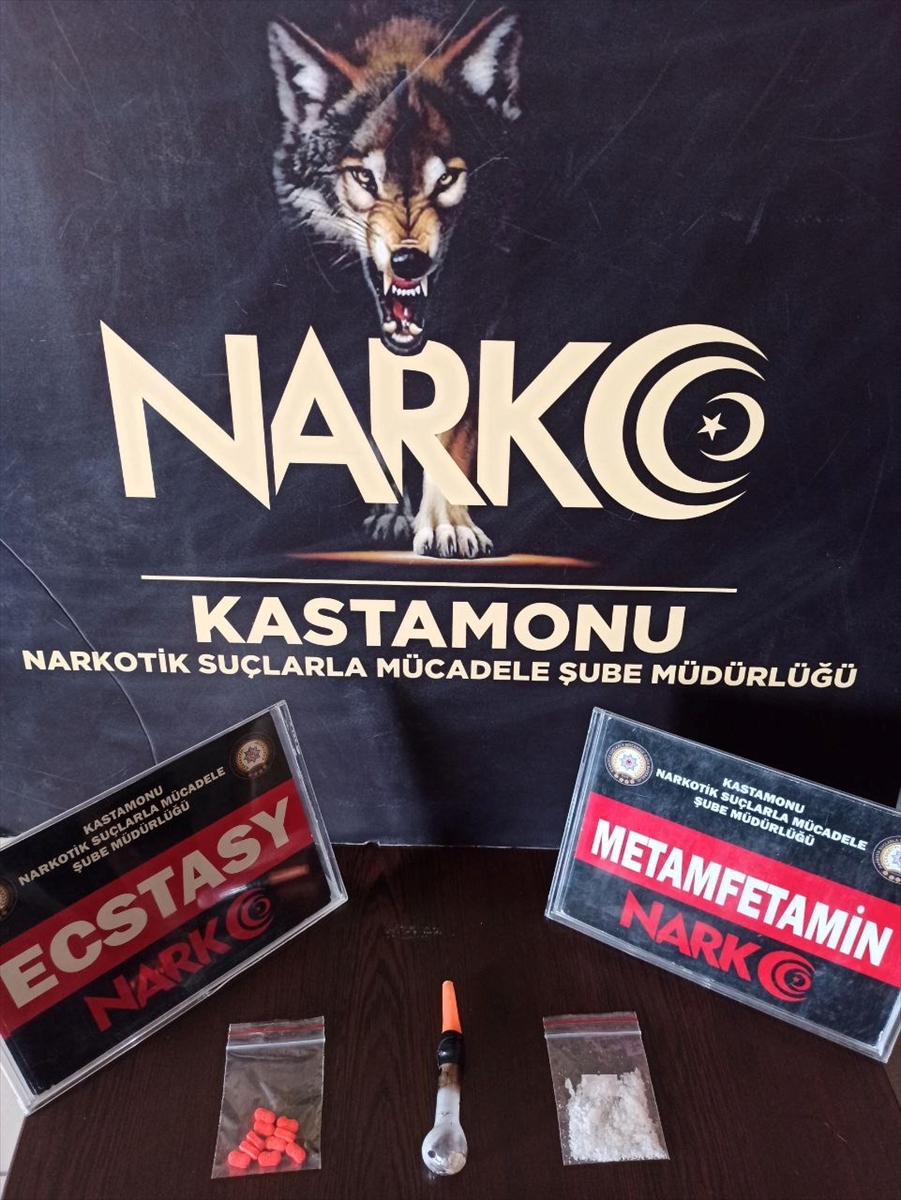 NARKO
KASTAMONU
NARKOTİK SUÇLARLA MÜCADELE ŞUBE MÜDÜRLÜĞÜ
KASTAMONU
NARKOTİK SUÇLARLA MÜCADELE
ŞUBE MÜDÜRLÜĞÜ
ECSTASY
NARKO
KASTAMONU
NARKOTİK SUÇLARLA MÜCADELE
ŞUBE MÜDÜRLÜĞÜ
METAMFETAMİN
NARKO